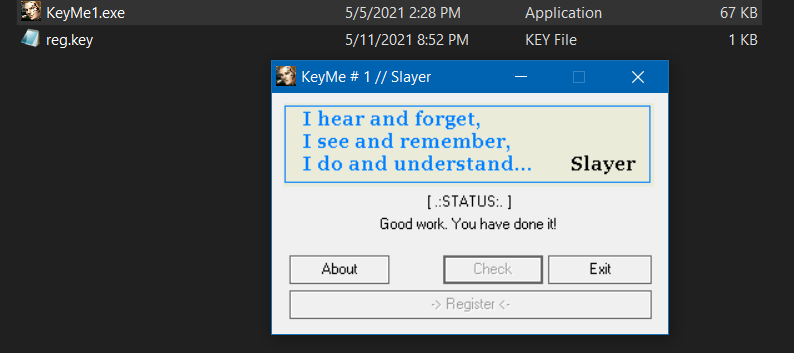 KeyMe1.exe 5/5/2021 2:28 PM Application 67 KB
reg.key 5/11/2021 8:52 PM KEY File 1 KB
KeyMe # 1 // Slayer
I hear and forget,
I see and remember,
I do and understand... Slayer
[ .:STATUS:. ]
Good work. You have done it!
About Check Exit
-> Register <-